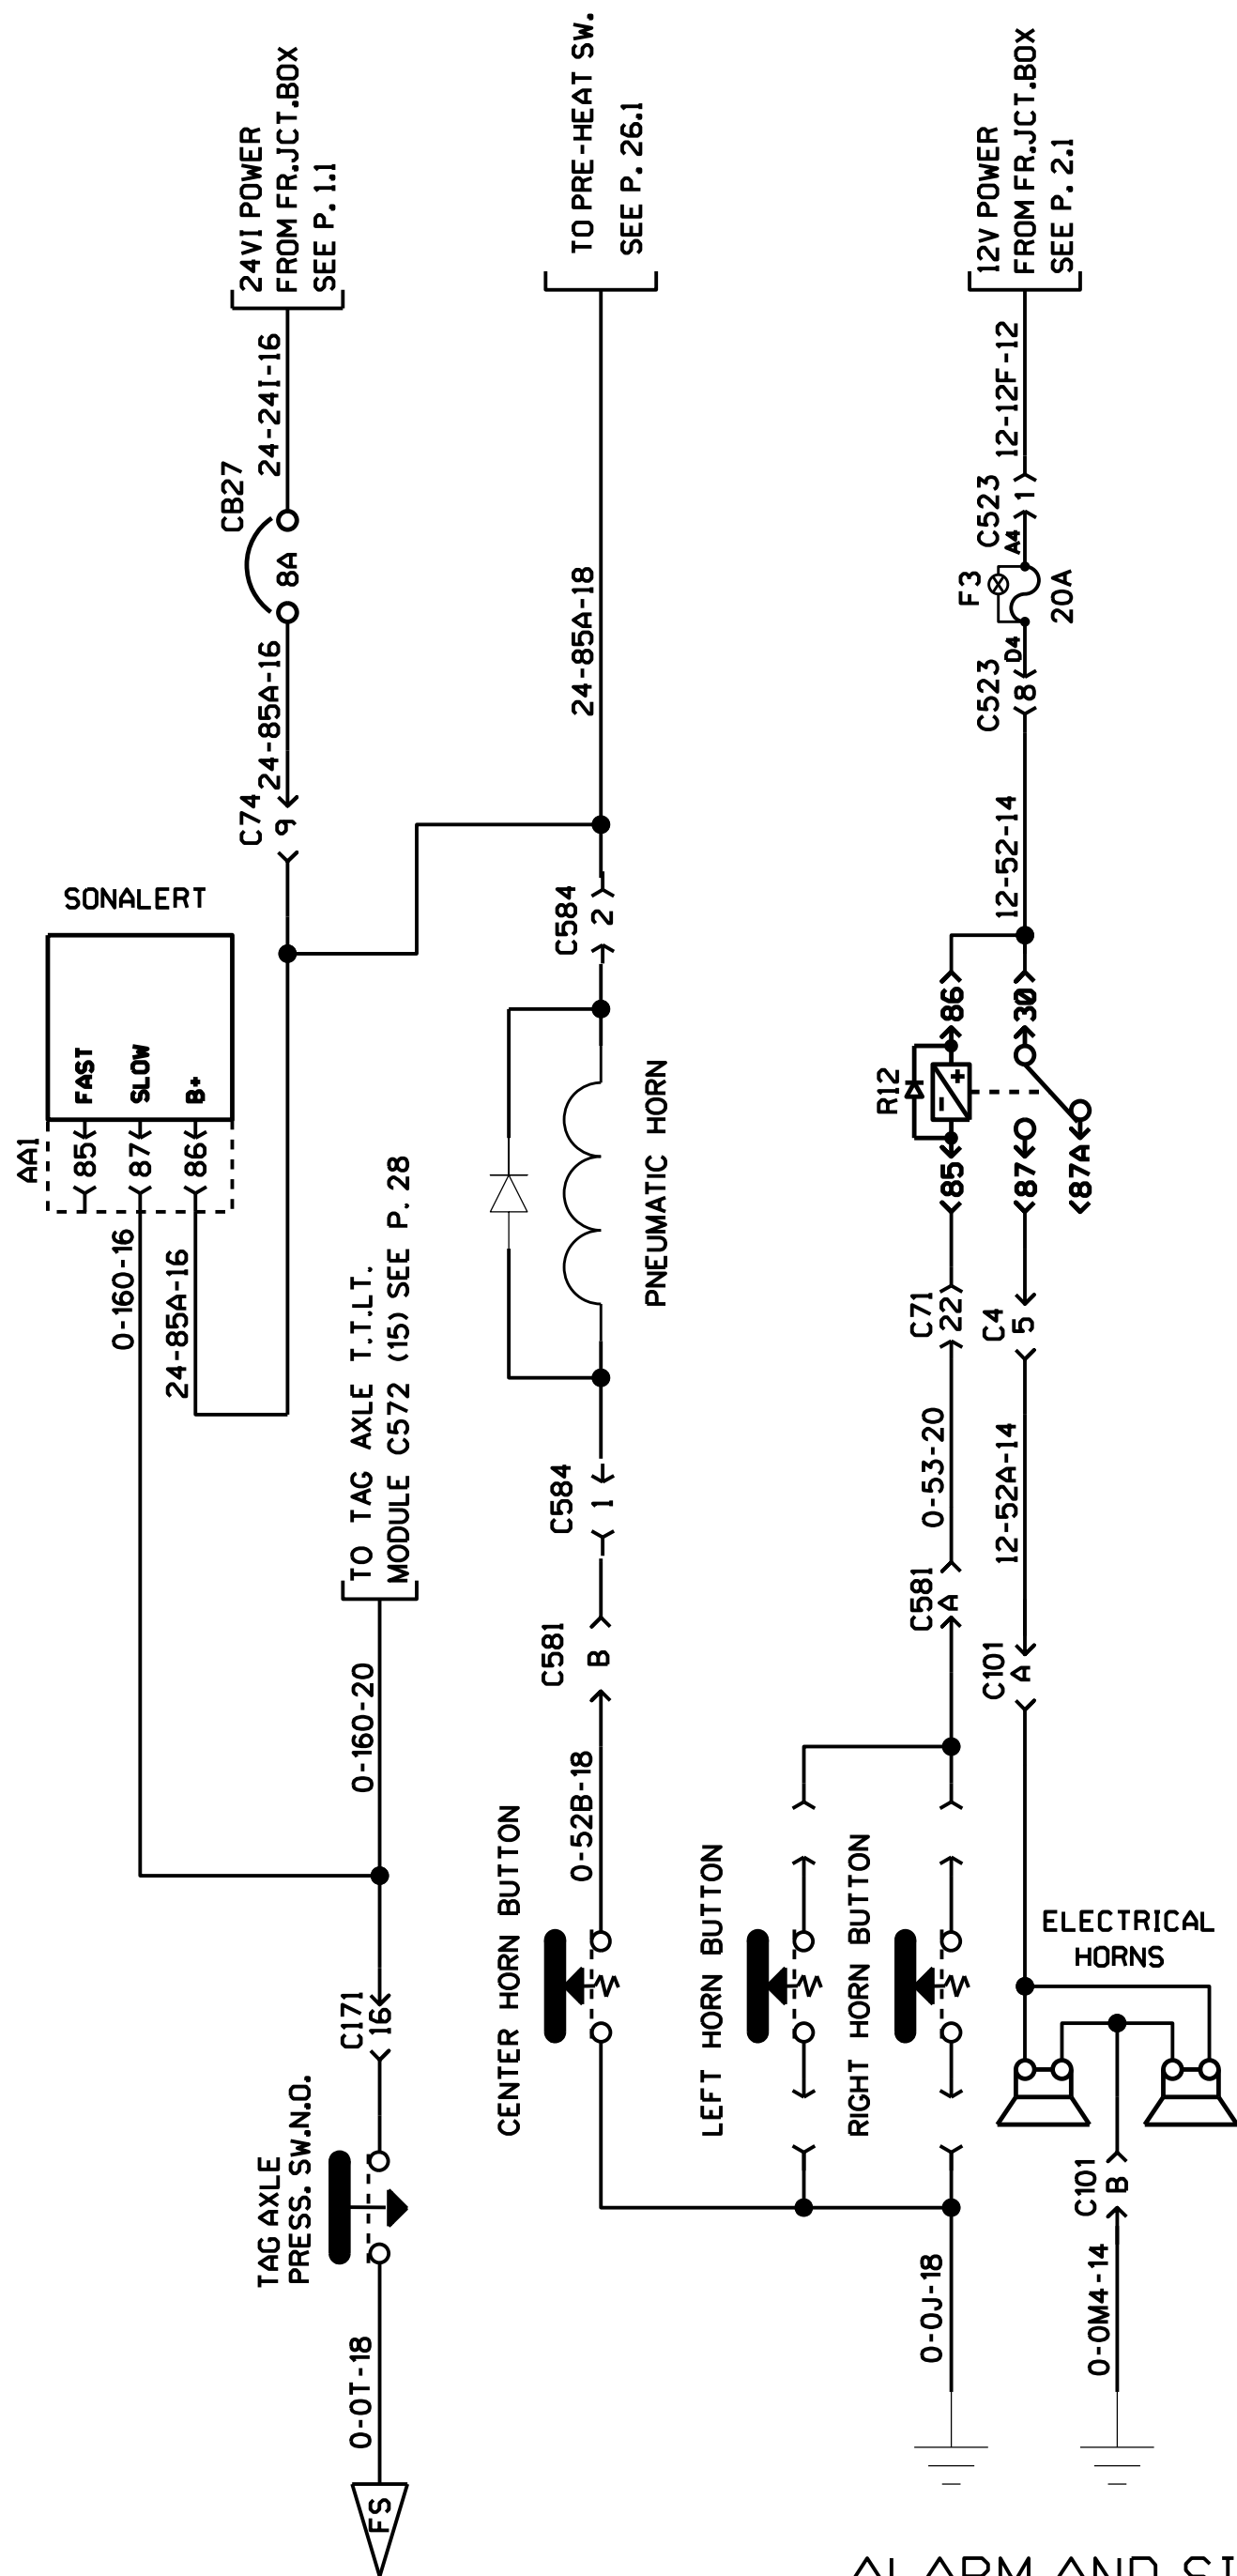 24VI POWER
FROM FR.JCT.BOX
SEE P. 1.1
24-24I-16
CB27
8A
24-85A-16
C74
9
SONALERT
FAST
SLOW
B+
AA1
85
87
86
0-160-16
24-85A-16
TO TAG AXLE T.T.LT.
MODULE C572 (15) SEE P. 28
0-160-20
C171
16
TAG AXLE
PRESS. SW.N.O.
0-0T-18
FS
TO PRE-HEAT SW.
SEE P. 26.1
24-85A-18
C584
2
PNEUMATIC HORN
C584
1
C581
B
0-52B-18
CENTER HORN BUTTON
LEFT HORN BUTTON
RIGHT HORN BUTTON
12V POWER
FROM FR.JCT.BOX
SEE P. 2.1
12-12F-12
C523
1
A4
F3
20A
D4
C523
8
12-52-14
86
30
R12
85
87
87A
C71
22
C4
5
0-53-20
12-52A-14
C581
A
C101
A
ELECTRICAL
HORNS
C101
B
0-0J-18
0-0M4-14
ALARM AND SI